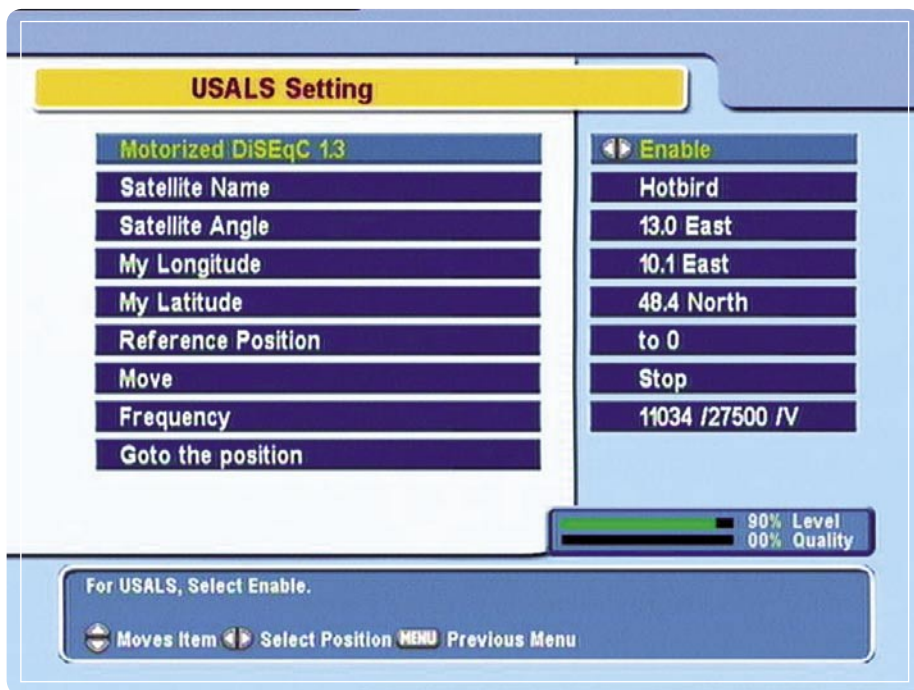 USALS Setting
Motorized DiSEqC 1.3 Enable
Satellite Name Hotbird
Satellite Angle 13.0 East
My Longitude 10.1 East
My Latitude 48.4 North
Reference Position to 0
Move Stop
Frequency 11034 /27500 /V
Goto the position
90% Level
00% Quality
For USALS, Select Enable.
Moves Item Select Position MENU Previous Menu